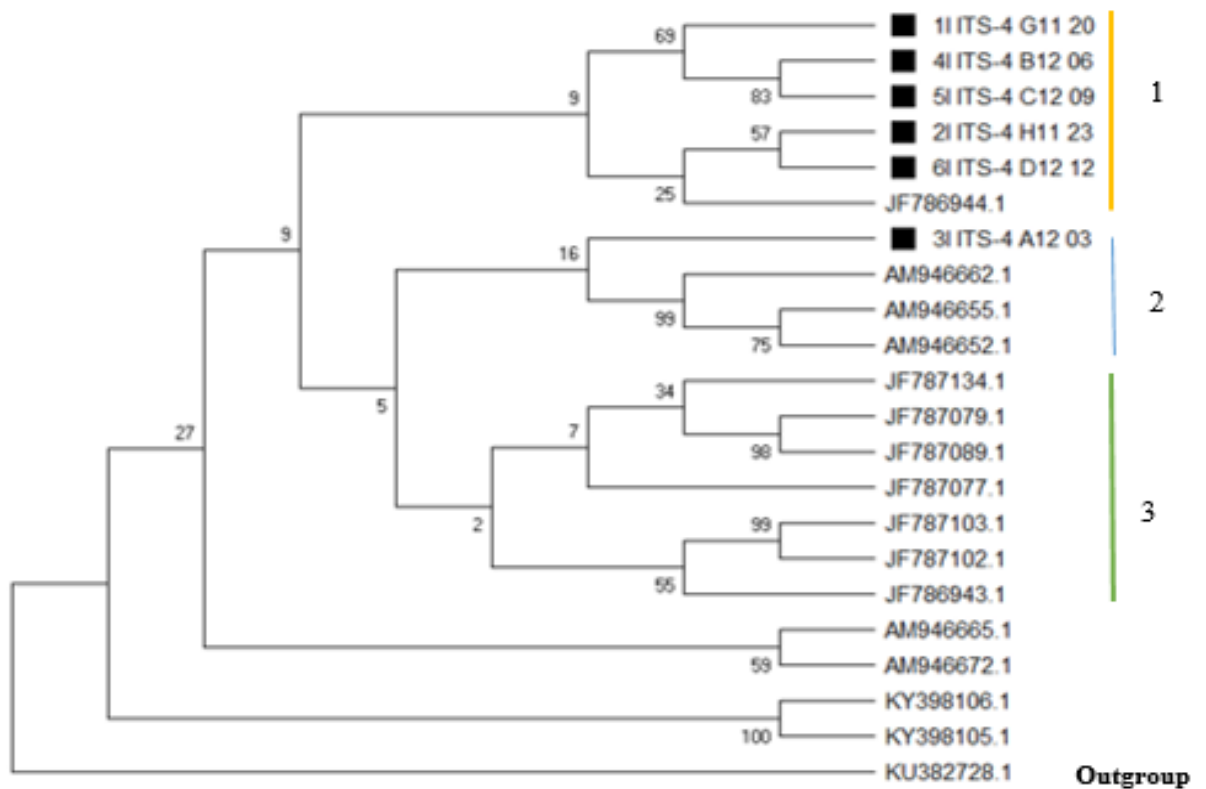 69
1I ITS-4 G11 20
4I ITS-4 B12 06
83
5I ITS-4 C12 09
1
9
57
2I ITS-4 H11 23
6I ITS-4 D12 12
25
JF786944.1
9
16
3I ITS-4 A12 03
AM946662.1
99
AM946655.1
75
AM946652.1
2
5
34
JF787134.1
JF787079.1
98
JF787089.1
7
JF787077.1
27
2
99
JF787103.1
JF787102.1
55
JF786943.1
3
AM946665.1
59
AM946672.1
KY398106.1
100
KY398105.1
KU382728.1 Outgroup